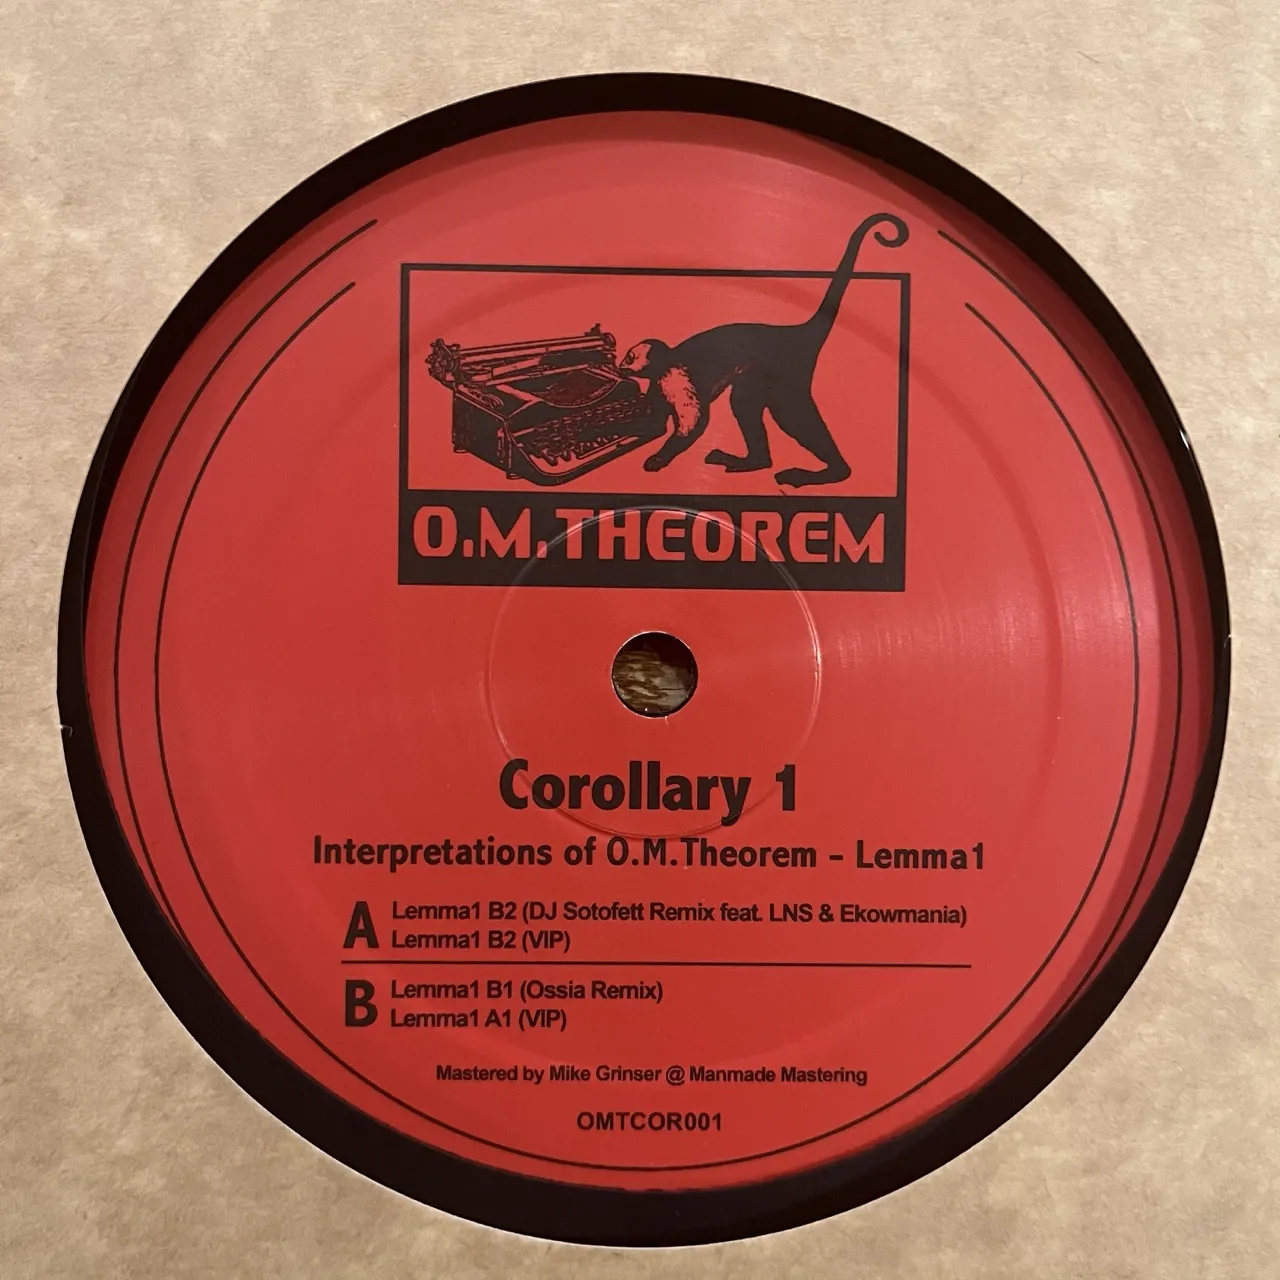 O.M.THEOREM
Corollary 1
Interpretations of O.M.Theorem – Lemma1
A
Lemma1 B2 (DJ Sotofett Remix feat. LNS & Ekowmania)
Lemma1 B2 (VIP)
B
Lemma1 B1 (Ossia Remix)
Lemma1 A1 (VIP)
Mastered by Mike Grinser @ Manmade Mastering
OMTCOR001